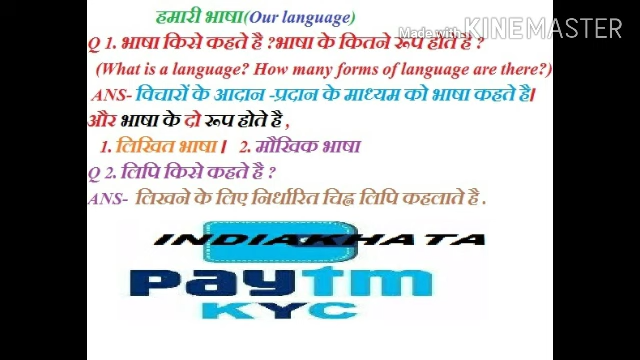 हमारी भाषा(Our language)
Made with KINEMASTER
Q 1. भाषा किसे कहते है ?भाषा के कितने रूप होते है ?
(What is a language? How many forms of language are there?)
ANS- विचारों के आदान -प्रदान के माध्यम को भाषा कहते है।
और भाषा के दो रूप होते है ,
1. लिखित भाषा। 2. मौखिक भाषा
Q 2. लिपि किसे कहते है ?
ANS- लिखने के लिए निर्धारित चिह्न लिपि कहलाते है .
INDIAKHATA
paytm
KYC